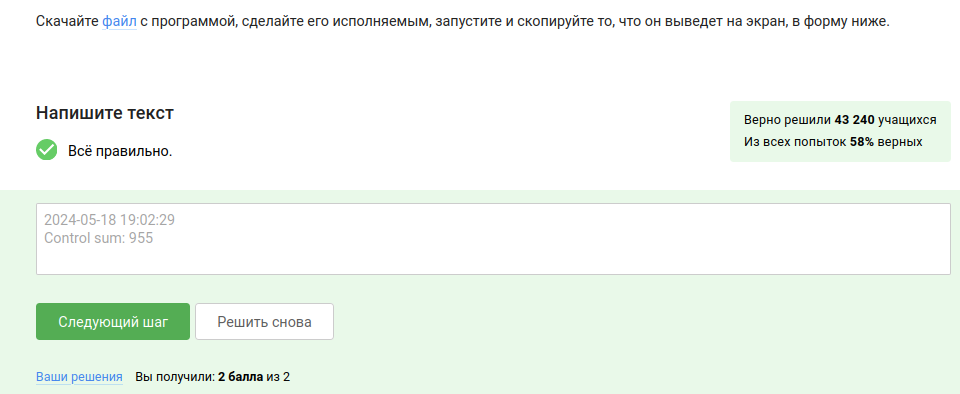 Скачайте файл с программой, сделайте его исполняемым, запустите и скопируйте то, что он выведет на экран, в форму ниже.
Напишите текст
Верно решили 43 240 учащихся
Из всех попыток 58% верных
Всё правильно.
2024-05-18 19:02:29
Control sum: 955
Следующий шаг
Решить снова
Ваши решения Вы получили: 2 балла из 2